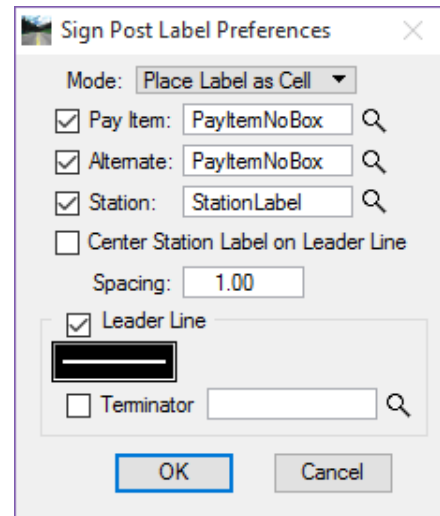 Sign Post Label Preferences
Mode: Place Label as Cell
Pay Item: PayItemNoBox
Alternate: PayItemNoBox
Station: StationLabel
Center Station Label on Leader Line
Spacing: 1.00
Leader Line
Terminator
OK Cancel